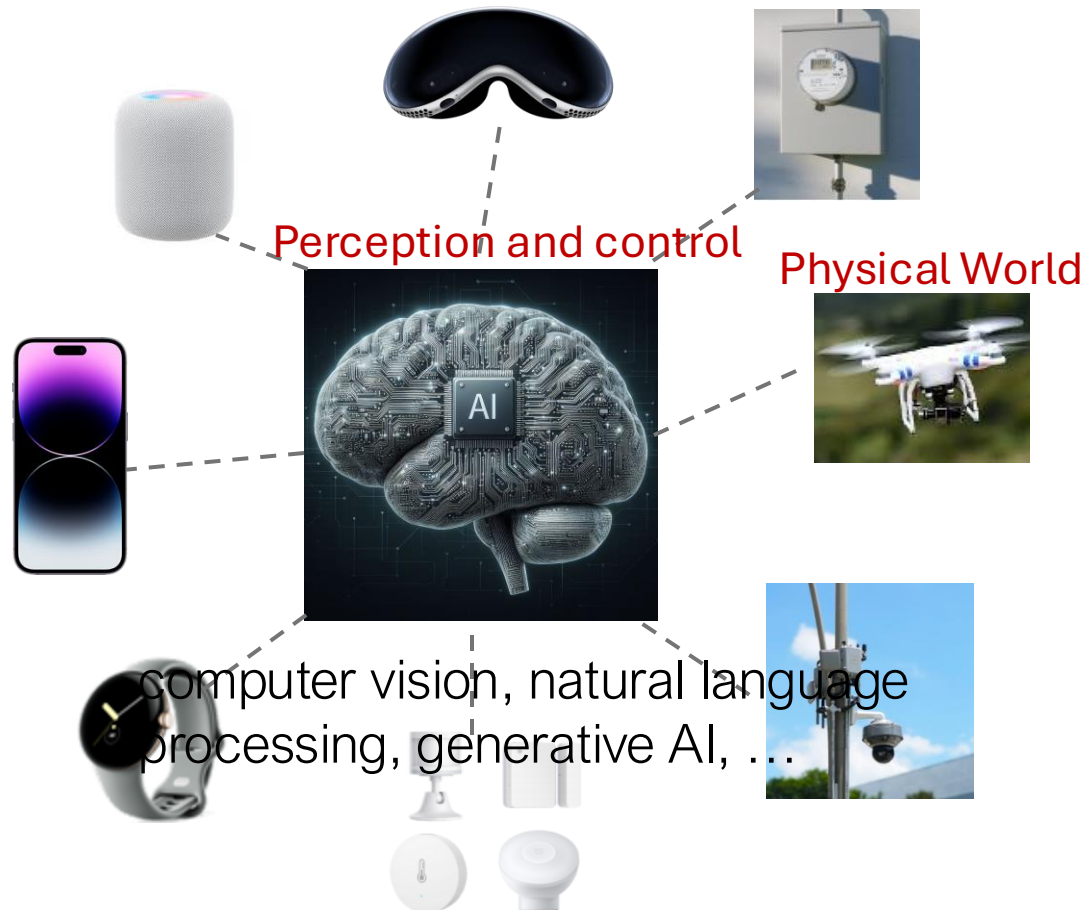 Perception and control
Physical World
AI
computer vision, natural language
processing, generative AI, …